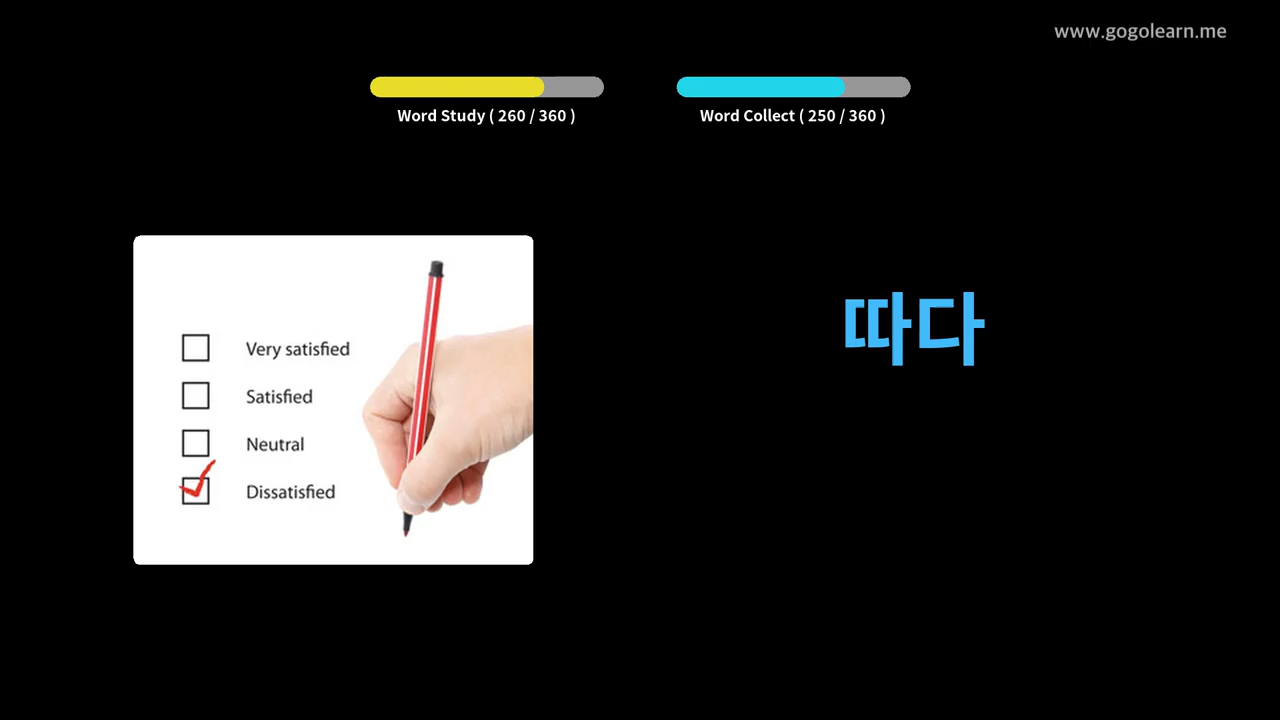 www.gogolearn.me
Word Study ( 260 / 360 )
Word Collect ( 250 / 360 )
Very satisfied
Satisfied
Neutral
Dissatisfied
따다